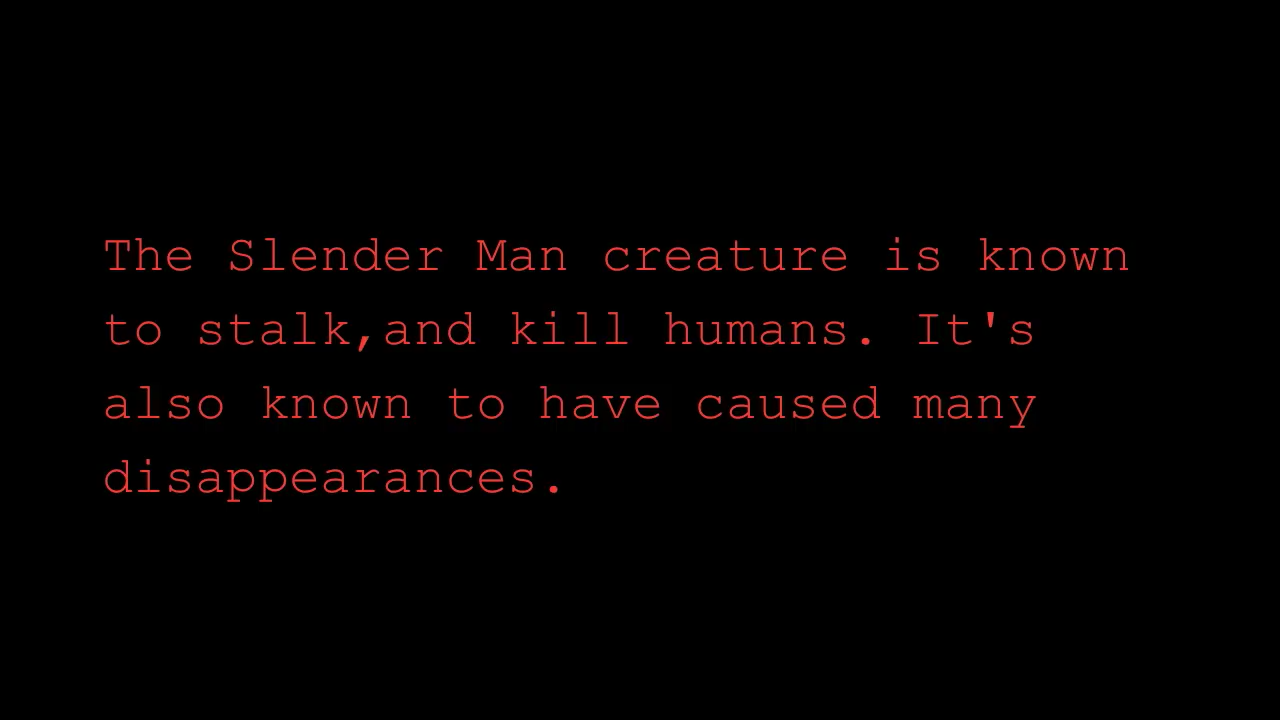 The Slender Man creature is known
to stalk,and kill humans. It's
also known to have caused many
disappearances.